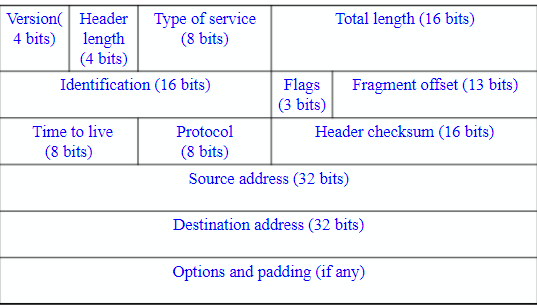 Version(
4 bits)
Header
length
(4 bits)
Type of service
(8 bits)
Total length (16 bits)
Identification (16 bits)
Flags
(3 bits)
Fragment offset (13 bits)
Time to live
(8 bits)
Protocol
(8 bits)
Header checksum (16 bits)
Source address (32 bits)
Destination address (32 bits)
Options and padding (if any)